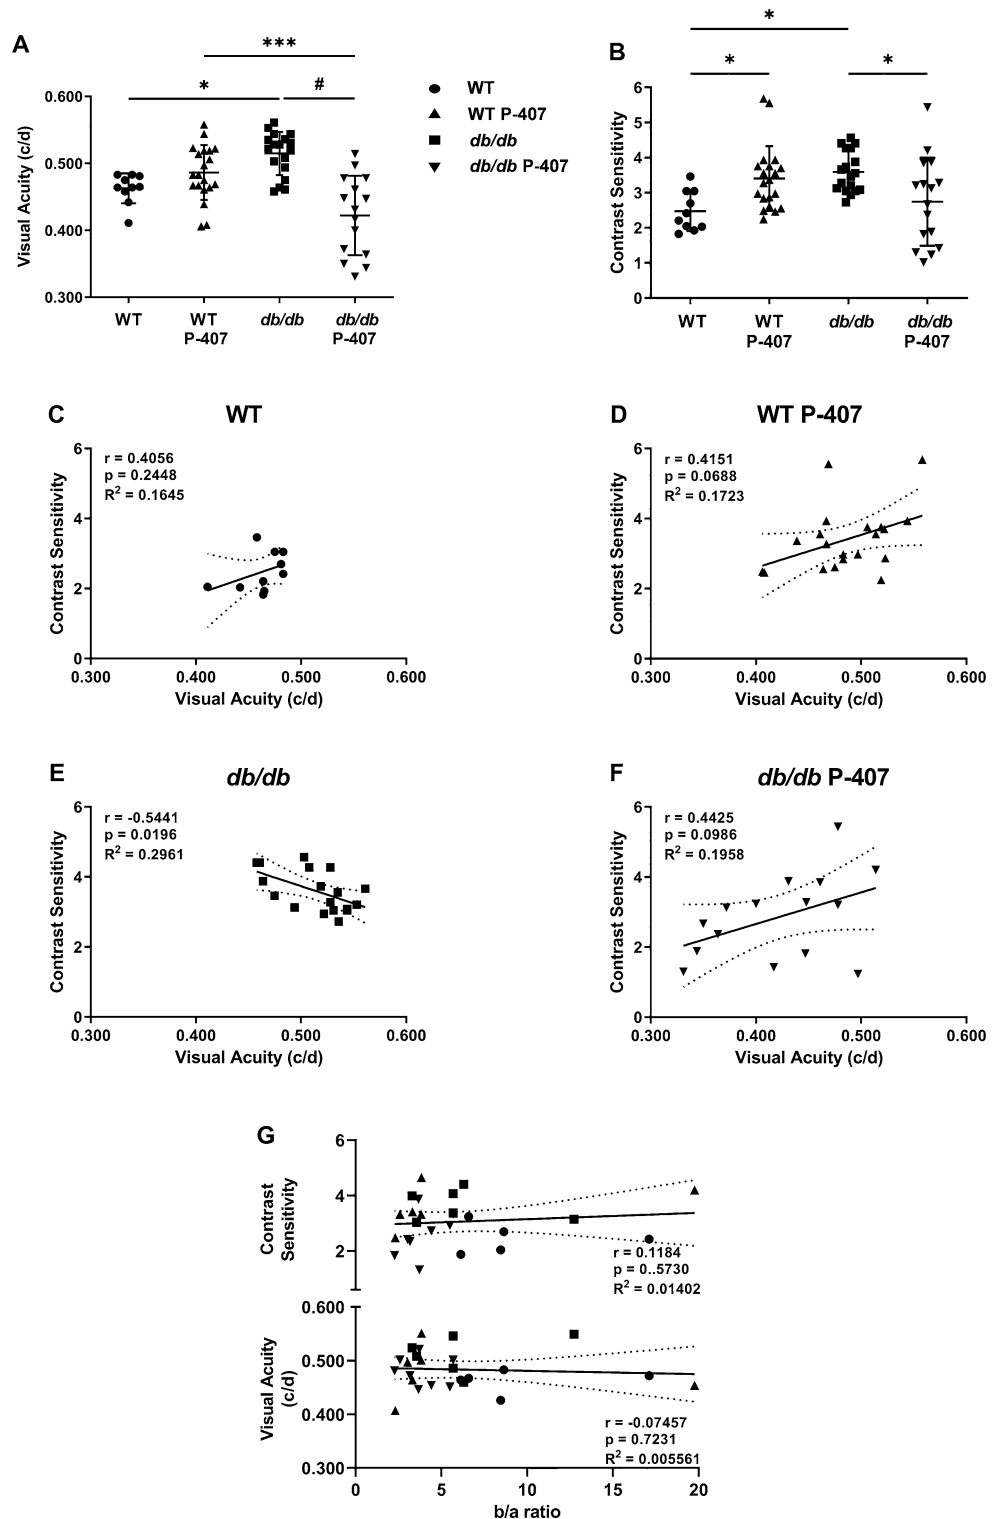 A
***
*
#
0.600
0.500
0.400
0.300
Visual Acuity (c/d)
WT
WT
P-407
db/db
db/db
P-407
WT
WT P-407
db/db
db/db P-407
B
*
*
*
6
5
4
3
2
1
0
Contrast Sensitivity
WT
WT
P-407
db/db
db/db
P-407
C
WT
r = 0.4056
p = 0.2448
R2 = 0.1645
6
4
2
0
Contrast Sensitivity
0.300
0.400
0.500
0.600
Visual Acuity (c/d)
D
WT P-407
r = 0.4151
p = 0.0688
R2 = 0.1723
6
4
2
0
Contrast Sensitivity
0.300
0.400
0.500
0.600
Visual Acuity (c/d)
E
db/db
r = -0.5441
p = 0.0196
R2 = 0.2961
6
4
2
0
Contrast Sensitivity
0.300
0.400
0.500
0.600
Visual Acuity (c/d)
F
db/db P-407
r = 0.4425
p = 0.0986
R2 = 0.1958
6
4
2
0
Contrast Sensitivity
0.300
0.400
0.500
0.600
Visual Acuity (c/d)
G
6
4
2
Contrast
Sensitivity
r = 0.1184
p = 0..5730
R2 = 0.01402
0.600
0.500
0.400
0.300
Visual Acuity
(c/d)
r = -0.07457
p = 0.7231
R2 = 0.005561
0
5
10
15
20
b/a ratio